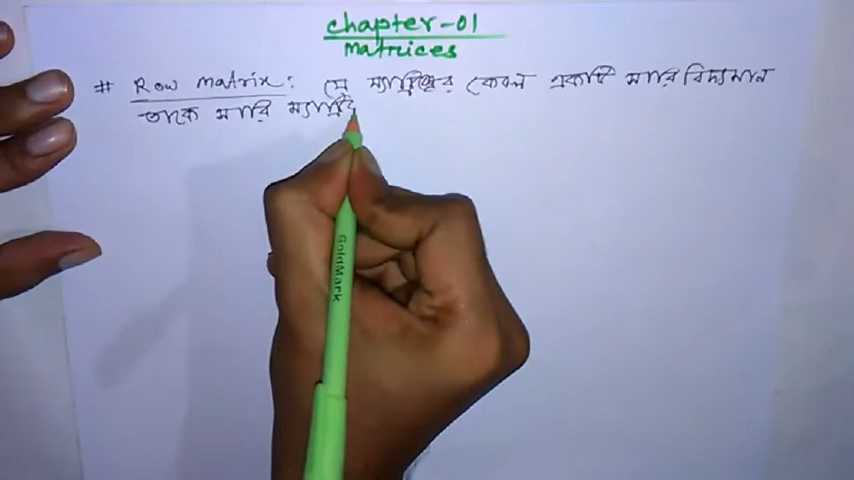 chapter-01
matrices
# Row matrix: যে ম্যাট্রিক্সের কেবল একটি সারি বিদ্যমান
তাকে সারি ম্যাট্রি
GoldMark